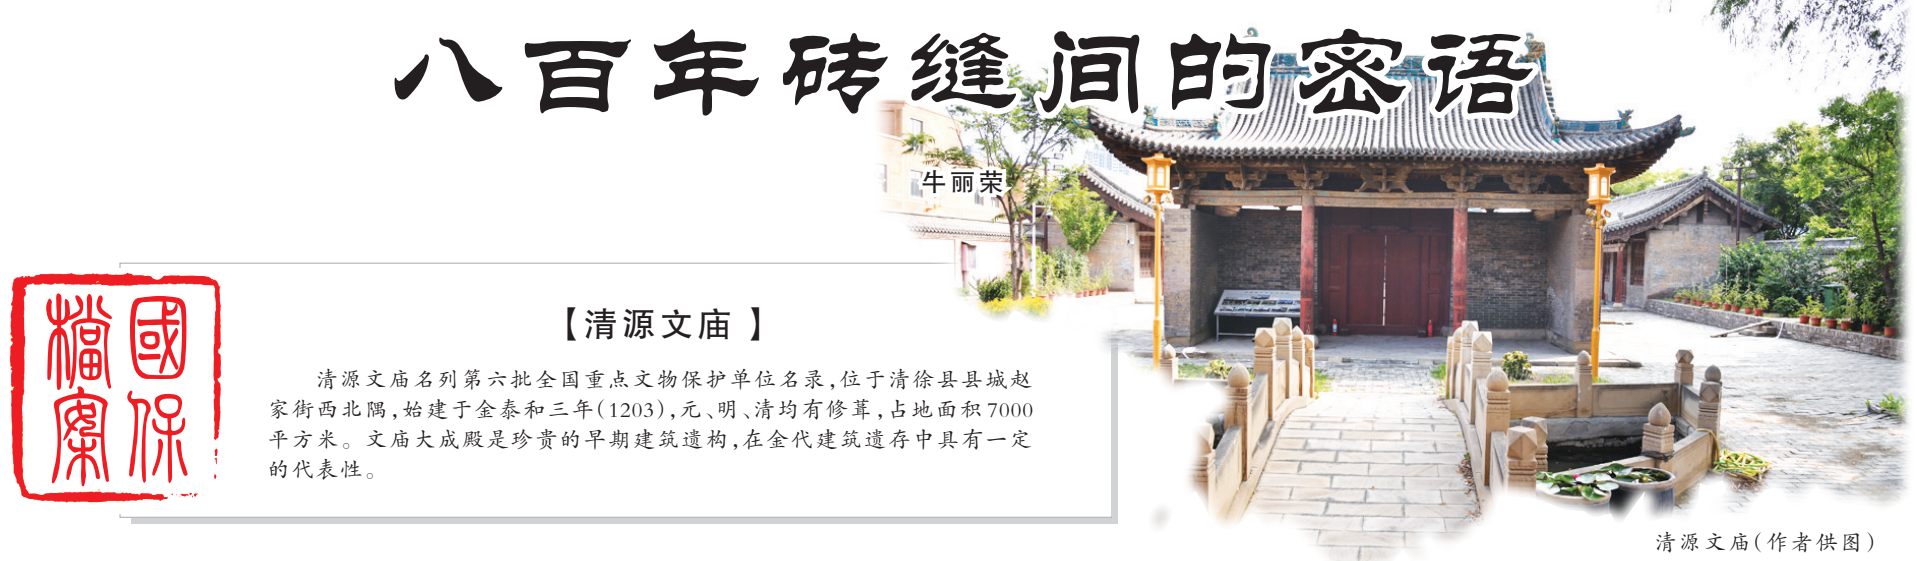 八百年砖缝间的密语
牛丽荣
國保
檔案
【清源文庙】
清源文庙名列第六批全国重点文物保护单位名录,位于清徐县县城赵
家街西北隅,始建于金泰和三年(1203),元、明、清均有修葺,占地面积7000
平方米。文庙大成殿是珍贵的早期建筑遗构,在金代建筑遗存中具有一定
的代表性。
清源文庙(作者供图)